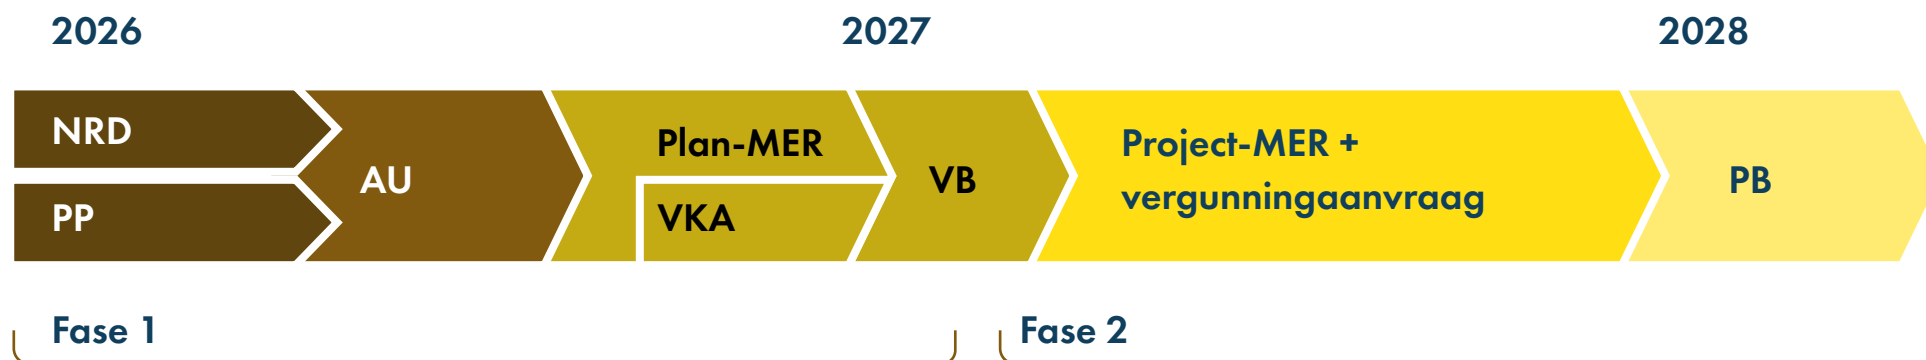 2026
2027
2028
NRD
PP
AU
Plan-MER
VKA
VB
Project-MER +
vergunningaanvraag
PB
Fase 1
Fase 2